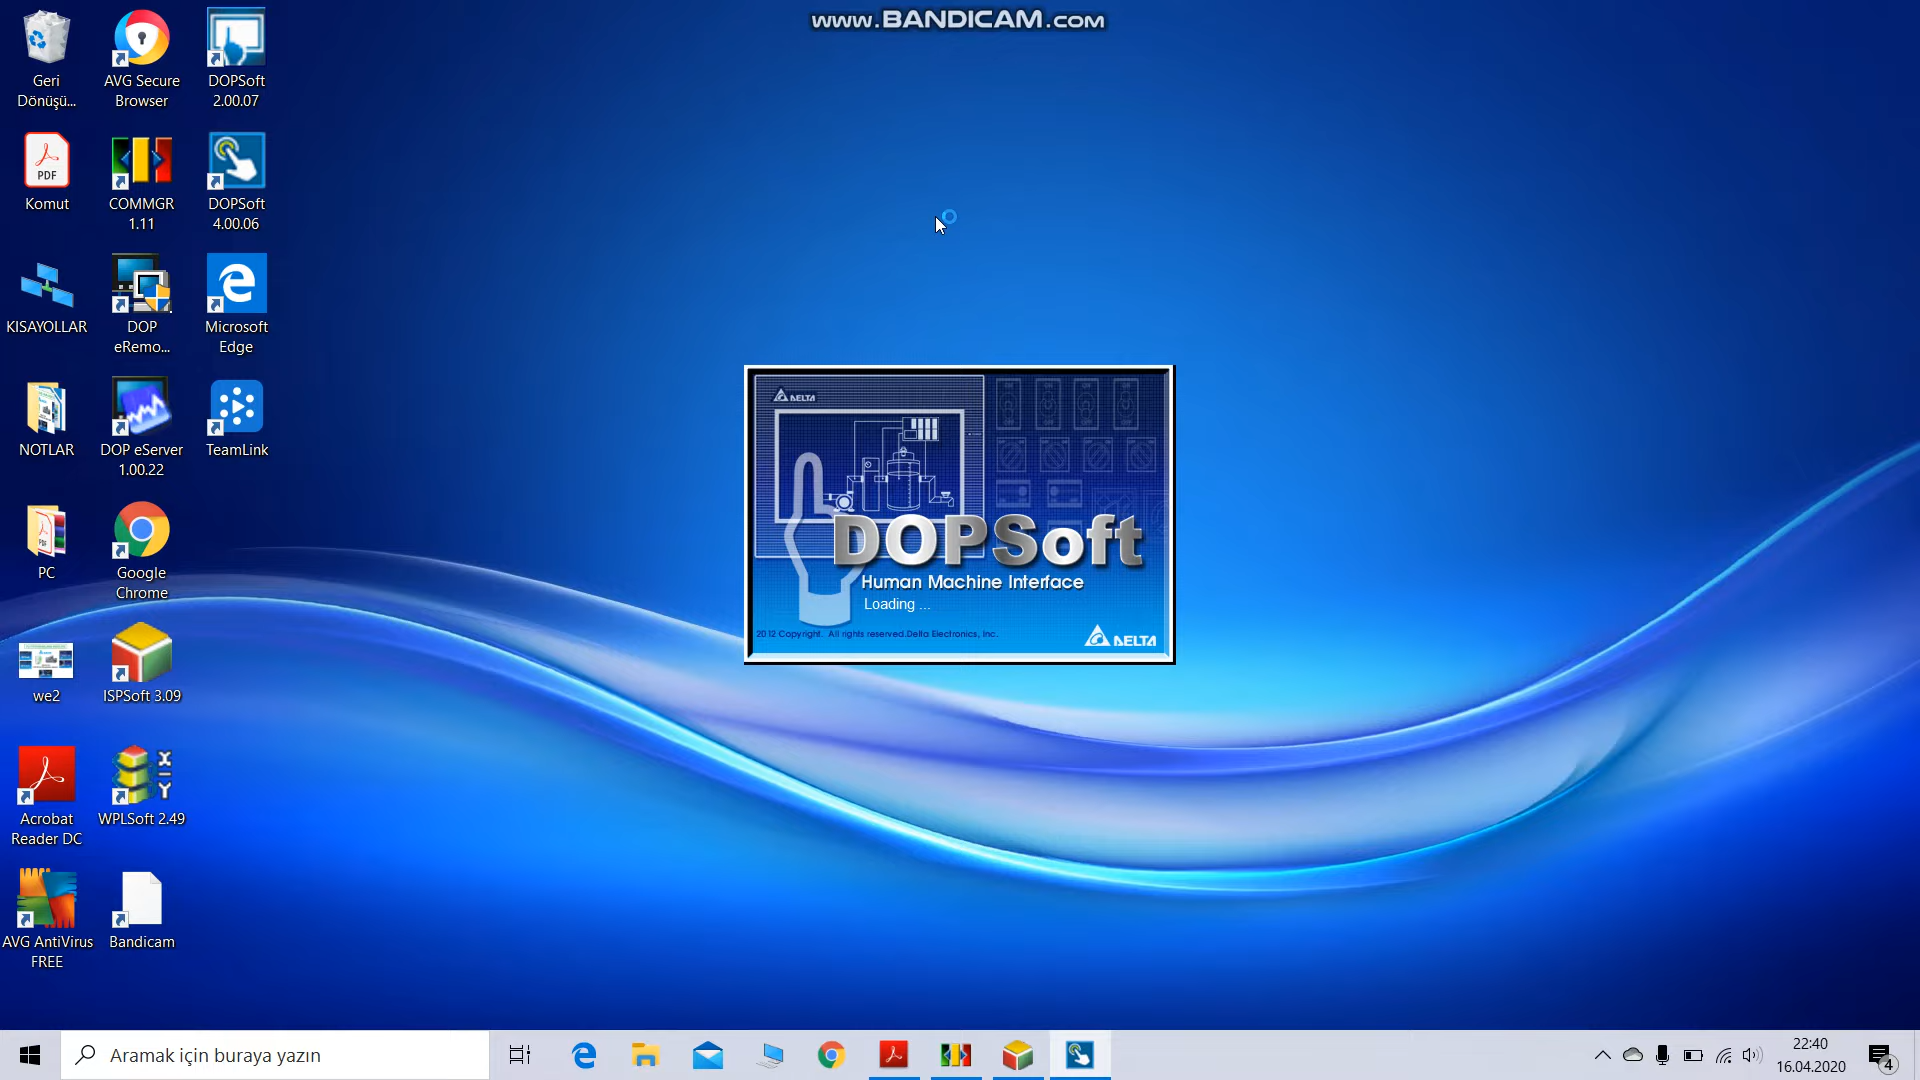 www.BANDICAM.com
Geri
Dönüşü...
AVG Secure
Browser
DOPSoft
2.00.07
PDF
Komut
COMMGR
1.11
DOPSoft
4.00.06
KISAYOLLAR
DOP
eRemo...
Microsoft
Edge
NOTLAR
DOP eServer
1.00.22
TeamLink
PC
Google
Chrome
we2
ISPSoft 3.09
Acrobat
Reader DC
WPLSoft 2.49
AVG AntiVirus
FREE
Bandicam
DELTA
DOPSoft
Human Machine Interface
Loading ...
2012 Copyright. All rights reserved.Delta Electronics, Inc.
DELTA
Aramak için buraya yazın
22:40
16.04.2020
4